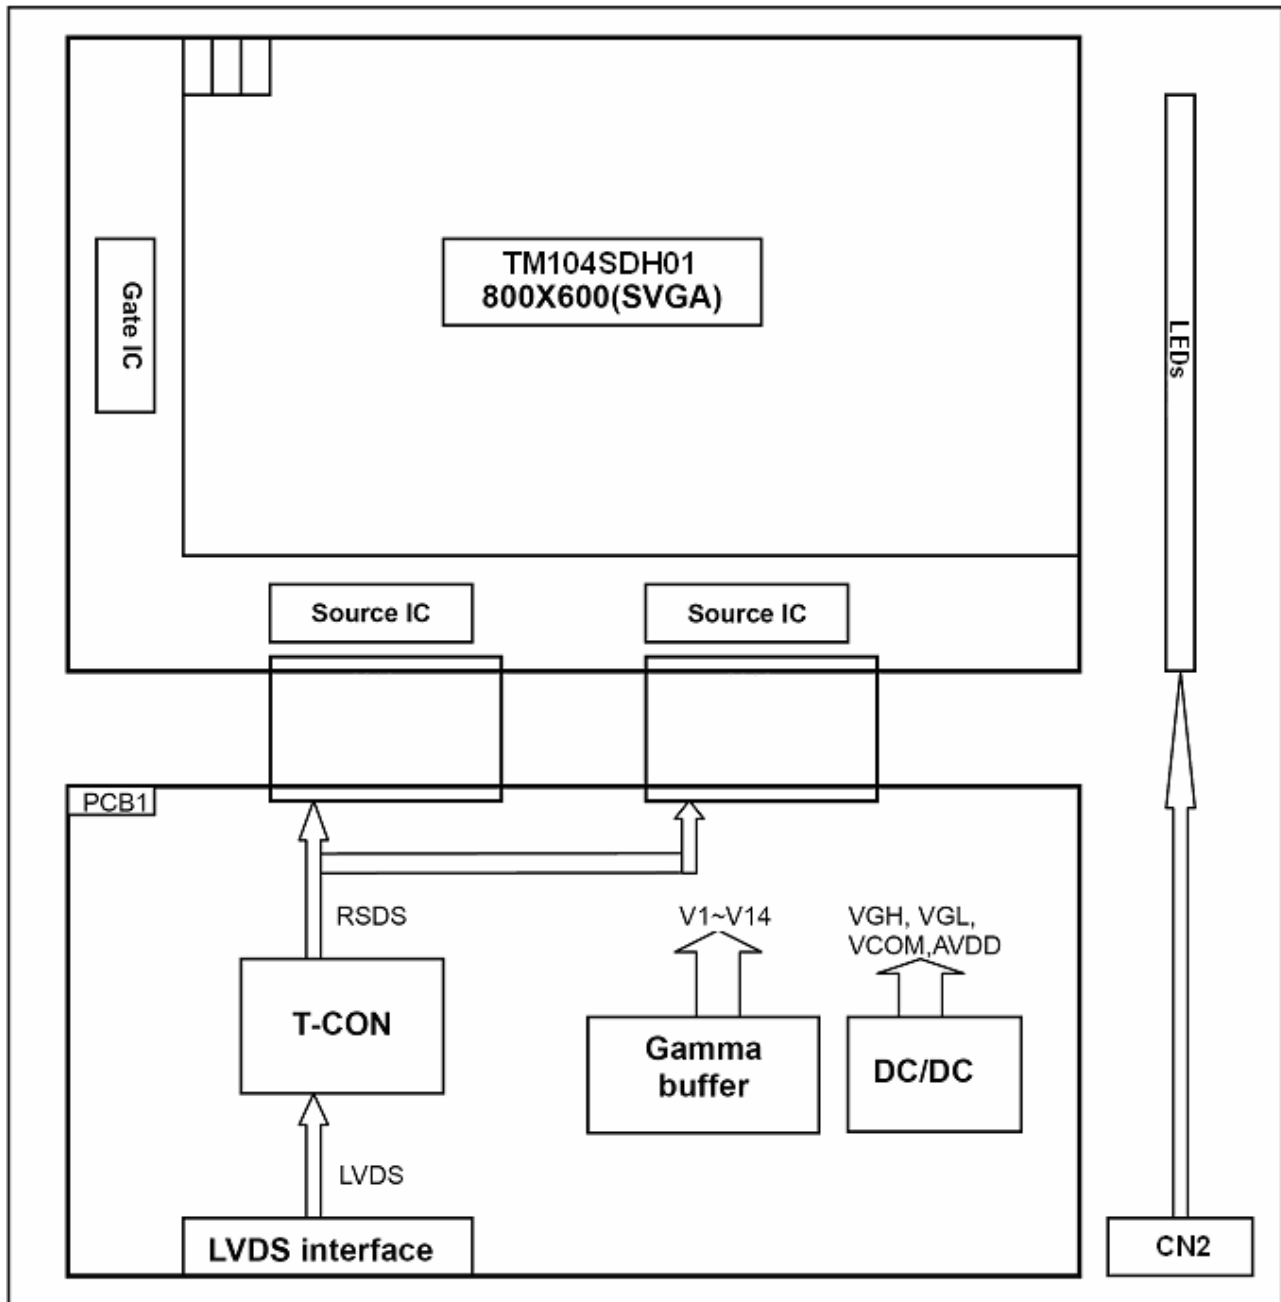 TM104SDH01
800X600(SVGA)
Gate IC
LEDs
Source IC
Source IC
PCB1
RSDS
V1~V14
VGH, VGL,
VCOM,AVDD
T-CON
Gamma
buffer
DC/DC
LVDS
LVDS interface
CN2